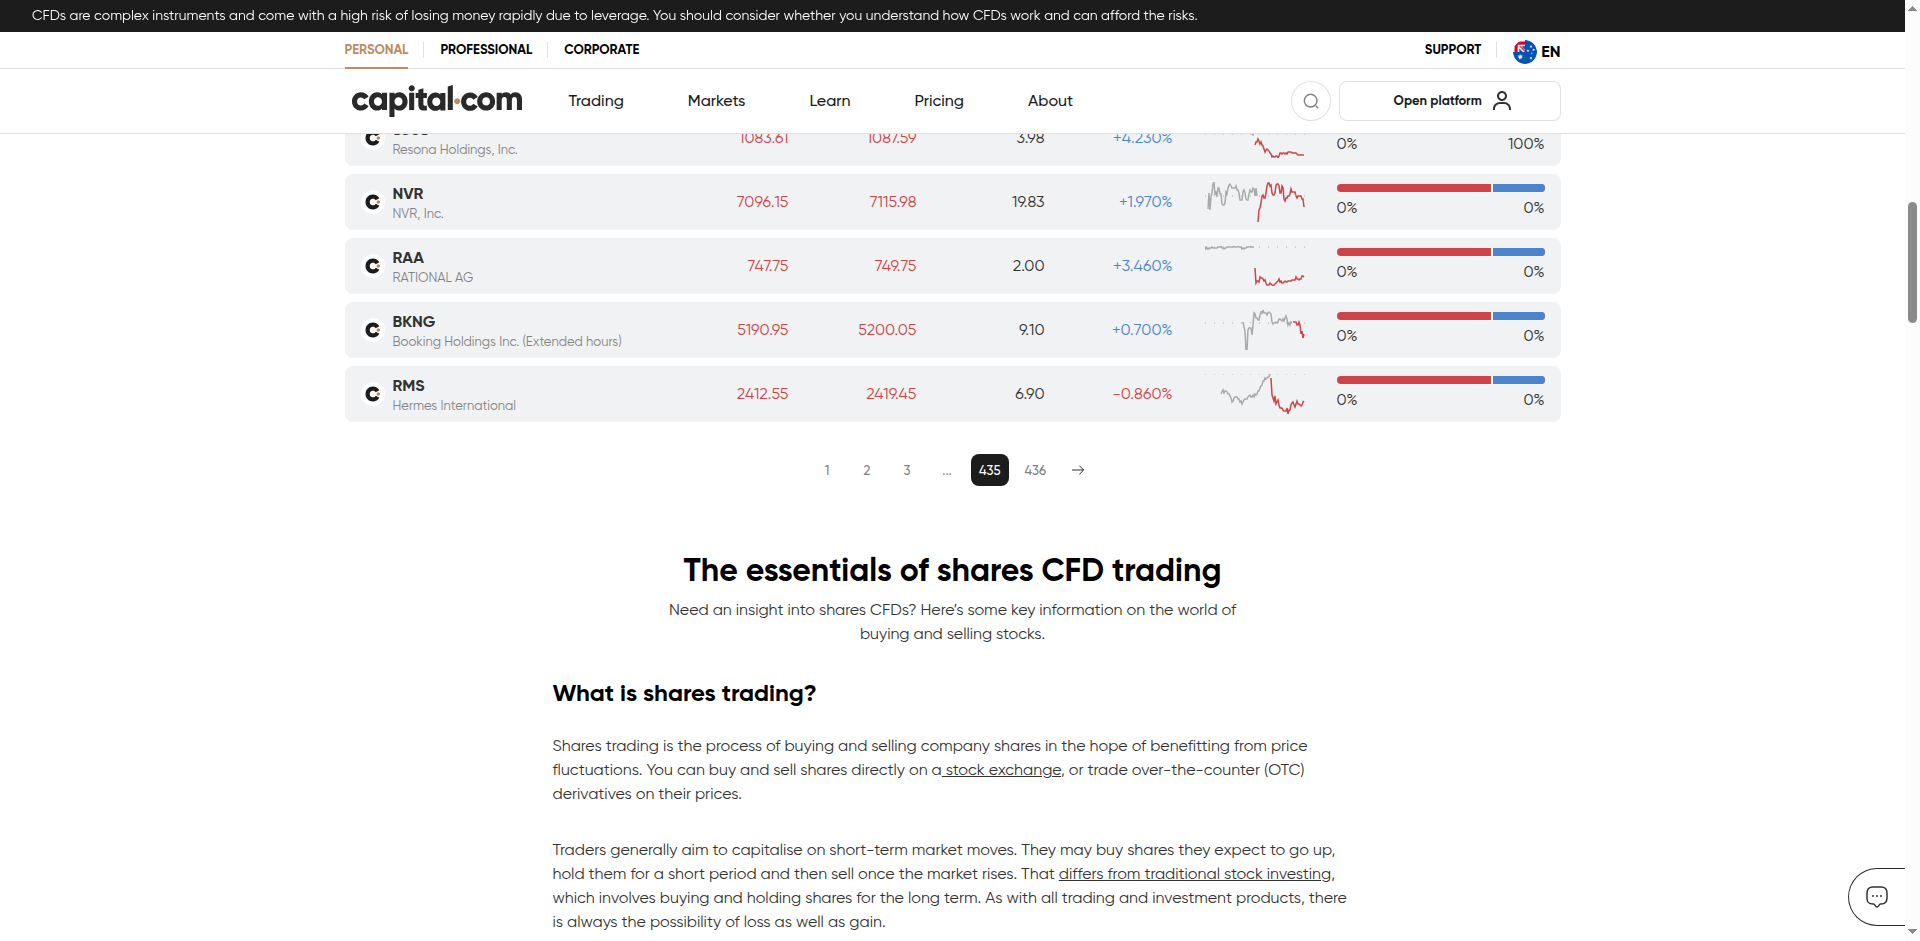 CFDs are complex instruments and come with a high risk of losing money rapidly due to leverage. You should consider whether you understand how CFDs work and can afford the risks.
PERSONAL PROFESSIONAL CORPORATE SUPPORT EN
capital.com Trading Markets Learn Pricing About Open platform
1083.61 1087.59 3.98 +4.230% 0% 100%
Resona Holdings, Inc.
NVR
NVR, Inc.
7096.15 7115.98 19.83 +1.970% 0% 0%
RAA
RATIONAL AG
747.75 749.75 2.00 +3.460% 0% 0%
BKNG
Booking Holdings Inc. (Extended hours)
5190.95 5200.05 9.10 +0.700% 0% 0%
RMS
Hermes International
2412.55 2419.45 6.90 -0.860% 0% 0%
1 2 3 ... 435 436 →
The essentials of shares CFD trading
Need an insight into shares CFDs? Here’s some key information on the world of
buying and selling stocks.
What is shares trading?
Shares trading is the process of buying and selling company shares in the hope of benefitting from price
fluctuations. You can buy and sell shares directly on a stock exchange, or trade over-the-counter (OTC)
derivatives on their prices.
Traders generally aim to capitalise on short-term market moves. They may buy shares they expect to go up,
hold them for a short period and then sell once the market rises. That differs from traditional stock investing,
which involves buying and holding shares for the long term. As with all trading and investment products, there
is always the possibility of loss as well as gain.